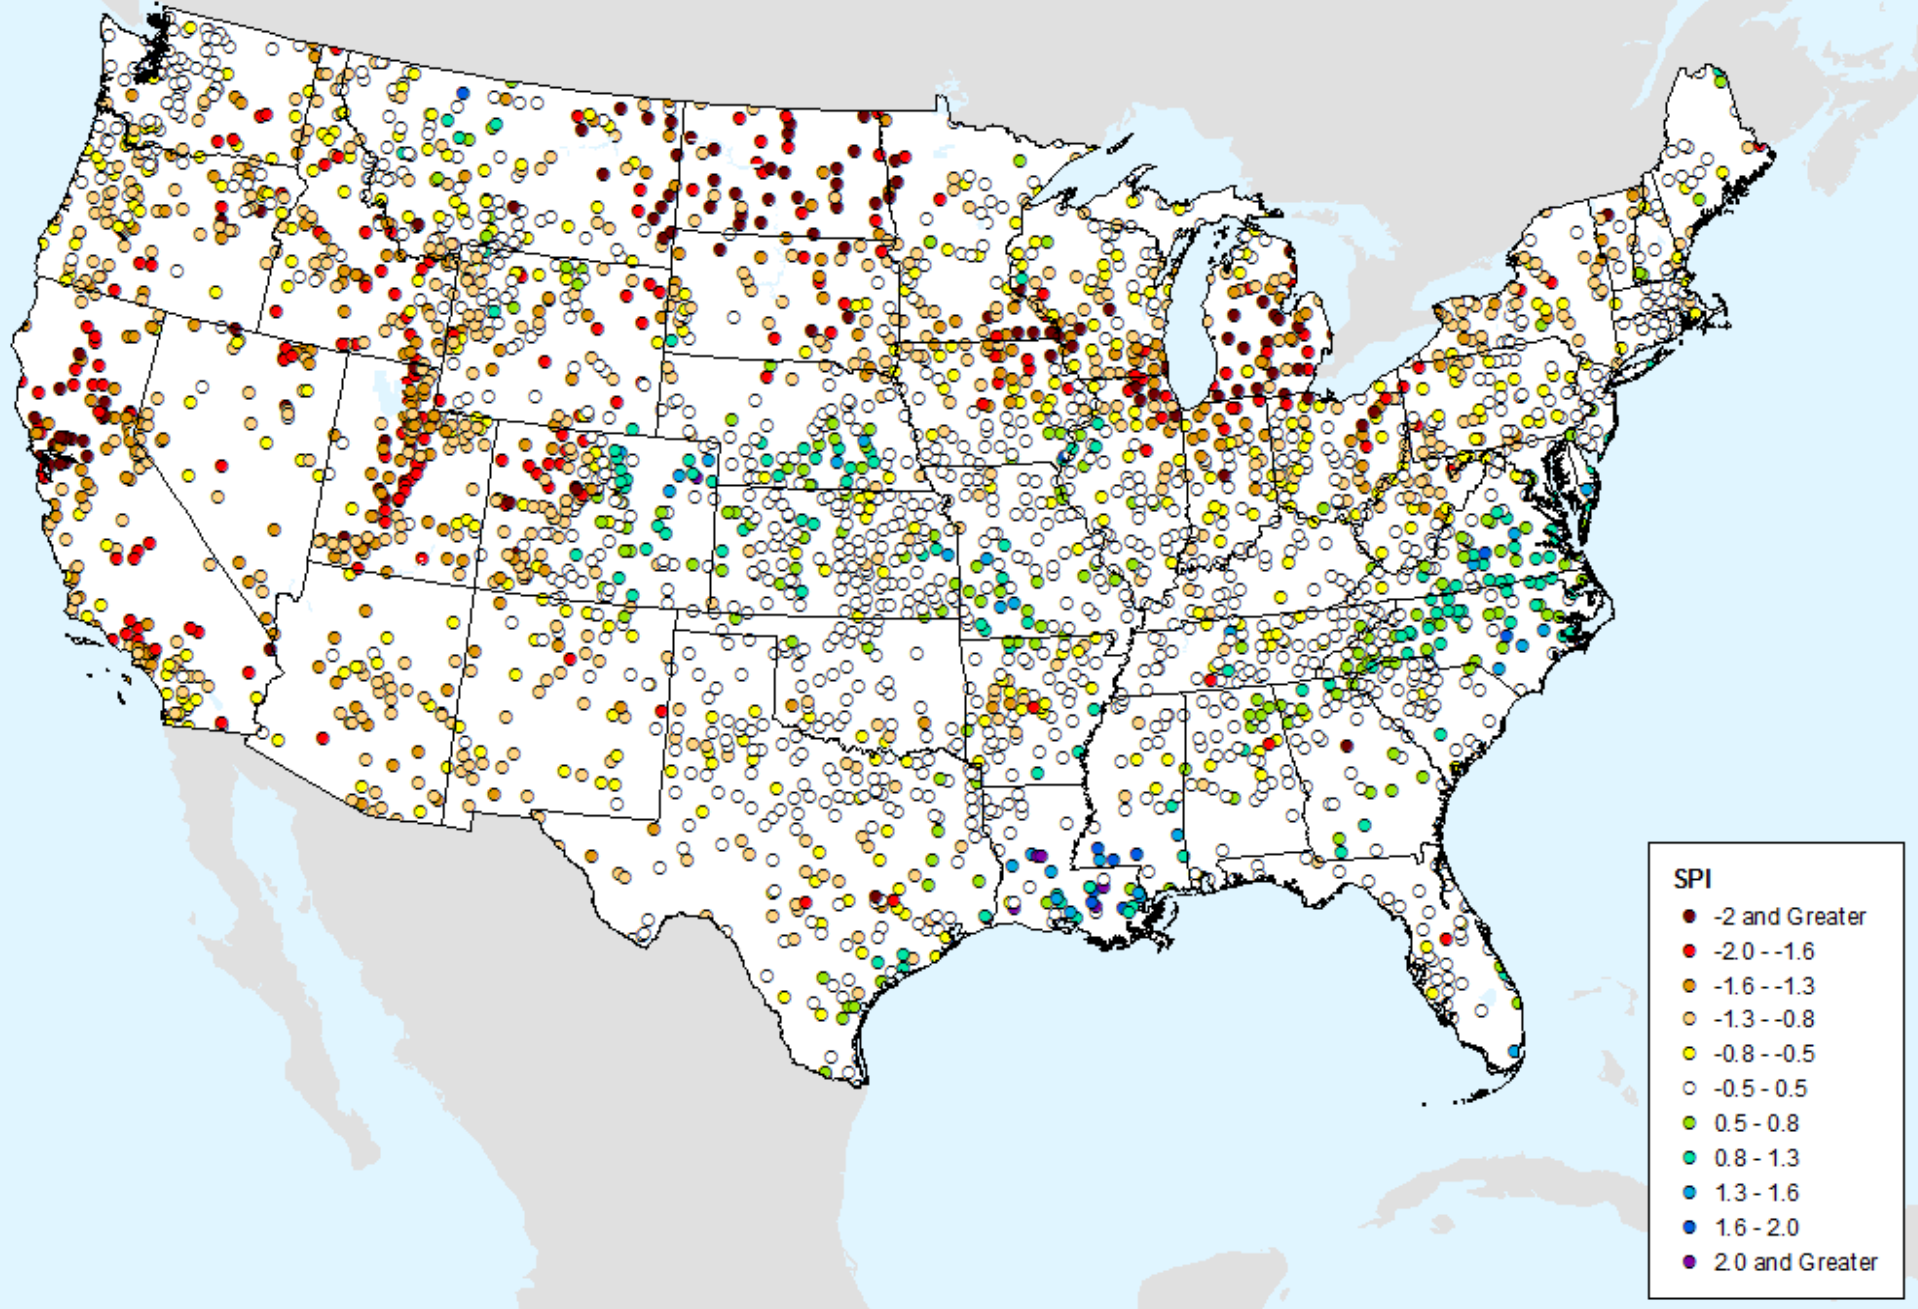 SPI
-2 and Greater
-2.0 - -1.6
-1.6 - -1.3
-1.3 - -0.8
-0.8 - -0.5
-0.5 - 0.5
0.5 - 0.8
0.8 - 1.3
1.3 - 1.6
1.6 - 2.0
2.0 and Greater